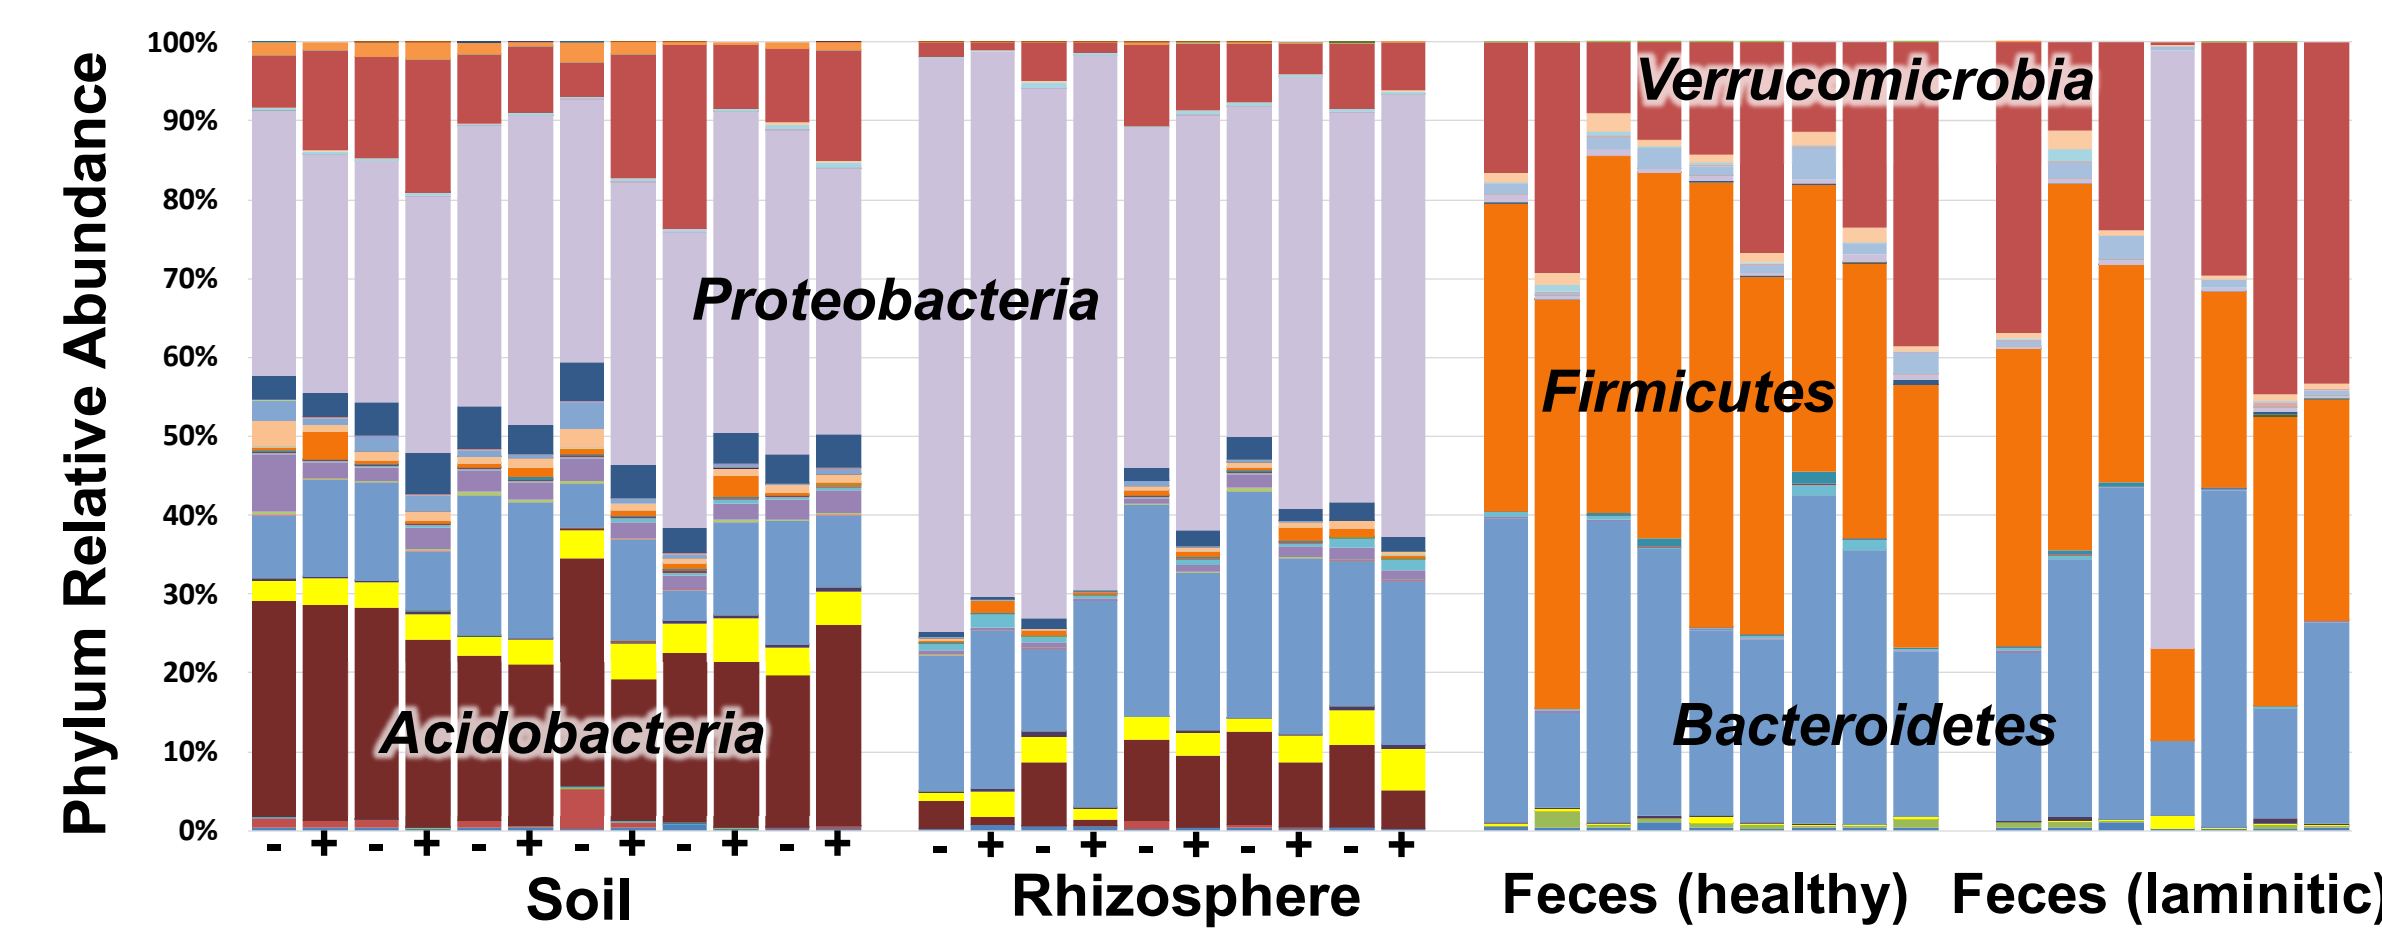 Phylum Relative Abundance
100%
90%
80%
70%
60%
50%
40%
30%
20%
10%
0%
Verrucomicrobia
Proteobacteria
Firmicutes
Acidobacteria
Bacteroidetes
- + - + - + - + - + - +
- + - + - + - + - +
Soil
Rhizosphere
Feces (healthy)
Feces (laminitic)